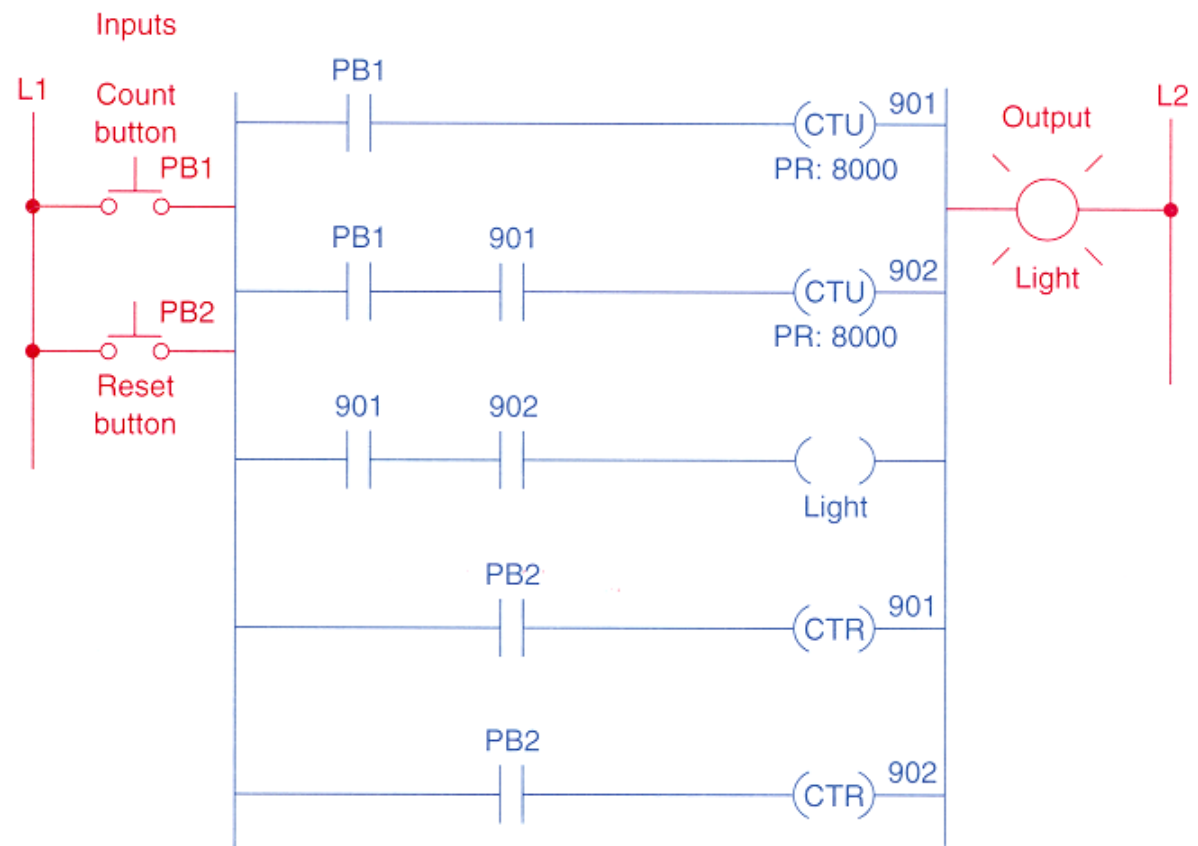 Inputs
L1
Count
button
PB1
PB2
Reset
button
PB1
CTU
901
PR: 8000
PB1
901
CTU
902
PR: 8000
901
902
Light
PB2
CTR
901
PB2
CTR
902
Output
Light
L2